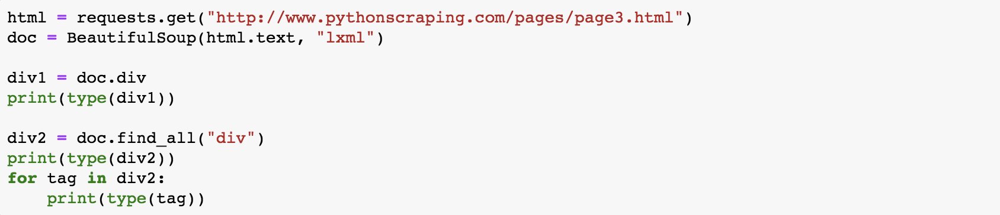 html = requests.get("http://www.pythonscraping.com/pages/page3.html")
doc = BeautifulSoup(html.text, "lxml")

div1 = doc.div
print(type(div1))

div2 = doc.find_all("div")
print(type(div2))
for tag in div2:
    print(type(tag))